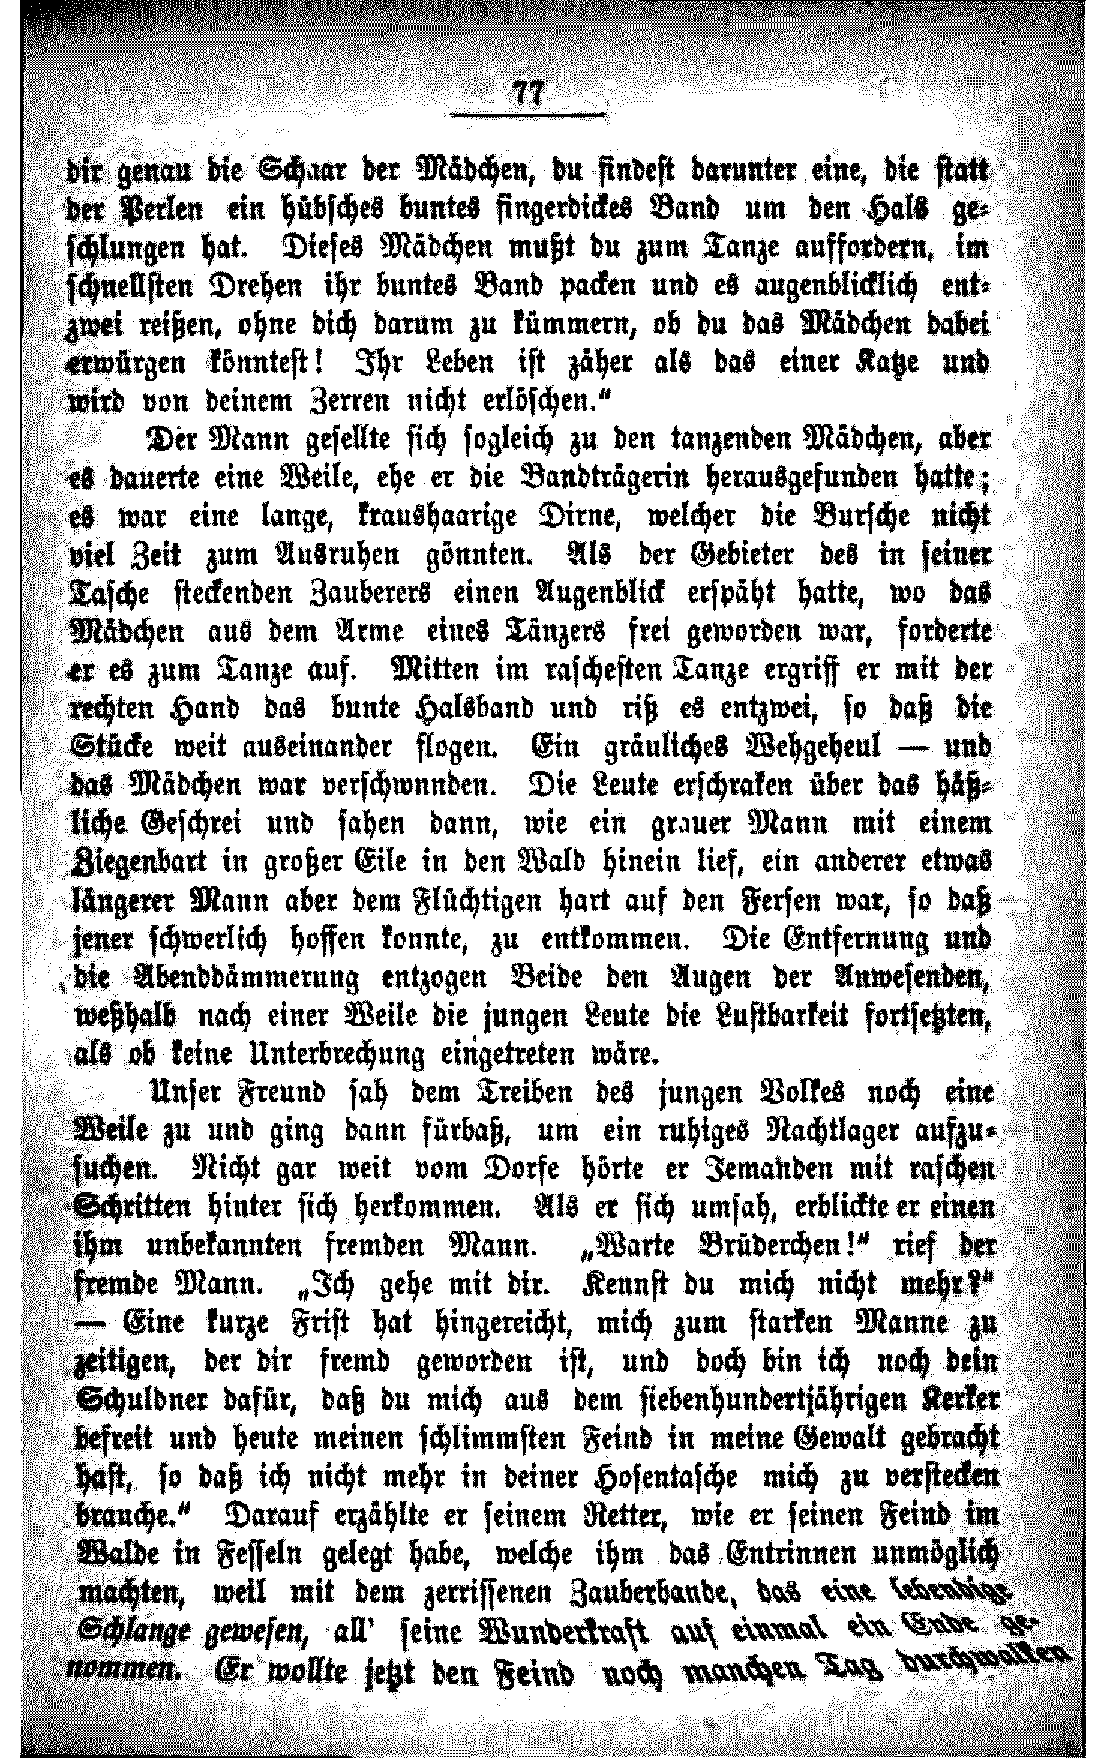 77
dir genau die Schaar der Mädchen, du findest darunter eine, die statt
der Perlen ein hübsches buntes fingerdickes Band um den Hals ge-
schlungen hat. Dieses Mädchen mußt du zum Tanze auffordern, im
schnellsten Drehen ihr buntes Band packen und es augenblicklich ent-
zwei reißen, ohne dich darum zu kümmern, ob du das Mädchen dabei
erwürgen könntest! Ihr Leben ist zäher als das einer Katze und
wird von deinem Zerren nicht erlöschen.“
Der Mann gesellte sich sogleich zu den tanzenden Mädchen, aber
es dauerte eine Weile, ehe er die Bandträgerin herausgefunden hatte;
es war eine lange, kraushaarige Dirne, welcher die Bursche nicht
viel Zeit zum Ausruhen gönnten. Als der Gebieter des in seiner
Tasche steckenden Zauberers einen Augenblick erspäht hatte, wo das
Mädchen aus dem Arme eines Tänzers frei geworden war, forderte
er es zum Tanze auf. Mitten im raschesten Tanze ergriff er mit der
rechten Hand das bunte Halsband und riß es entzwei, so daß die
Stücke weit auseinander flogen. Ein gräuliches Wehgeheul — und
das Mädchen war verschwnnden. Die Leute erschraken über das häß-
liche Geschrei und sahen dann, wie ein grauer Mann mit einem
Ziegenbart in großer Eile in den Wald hinein lief, ein anderer etwas
längerer Mann aber dem Flüchtigen hart auf den Fersen war, so daß
jener schwerlich hoffen konnte, zu entkommen. Die Entfernung und
die Abenddämmerung entzogen Beide den Augen der Anwesenden,
weßhalb nach einer Weile die jungen Leute die Lustbarkeit fortsetzten,
als ob keine Unterbrechung eingetreten wäre.
Unser Freund sah dem Treiben des jungen Volkes noch eine
Weile zu und ging dann fürbaß, um ein ruhiges Nachtlager aufzu-
suchen. Nicht gar weit vom Dorfe hörte er Jemanden mit raschen
Schritten hinter sich herkommen. Als er sich umsah, erblickte er einen
ihm unbekannten fremden Mann. „Warte Brüderchen!“ rief der
fremde Mann. „Ich gehe mit dir. Kennst du mich nicht mehr?“
— Eine kurze Frist hat hingereicht, mich zum starken Manne zu
zeitigen, der dir fremd geworden ist, und doch bin ich noch dein
Schuldner dafür, daß du mich aus dem siebenhundertjährigen Kerker
befreit und heute meinen schlimmsten Feind in meine Gewalt gebracht
hast, so daß ich nicht mehr in deiner Hosentasche mich zu verstecken
brauche.“ Darauf erzählte er seinem Retter, wie er seinen Feind im
Walde in Fesseln gelegt habe, welche ihm das Entrinnen unmöglich
machten, weil mit dem zerrissenen Zauberbande, das eine lebendige
Schlange gewesen, all' seine Wunderkraft auf einmal ein Ende ge-
nommen. Er wollte jetzt den Feind noch manchen Tag durchwalken